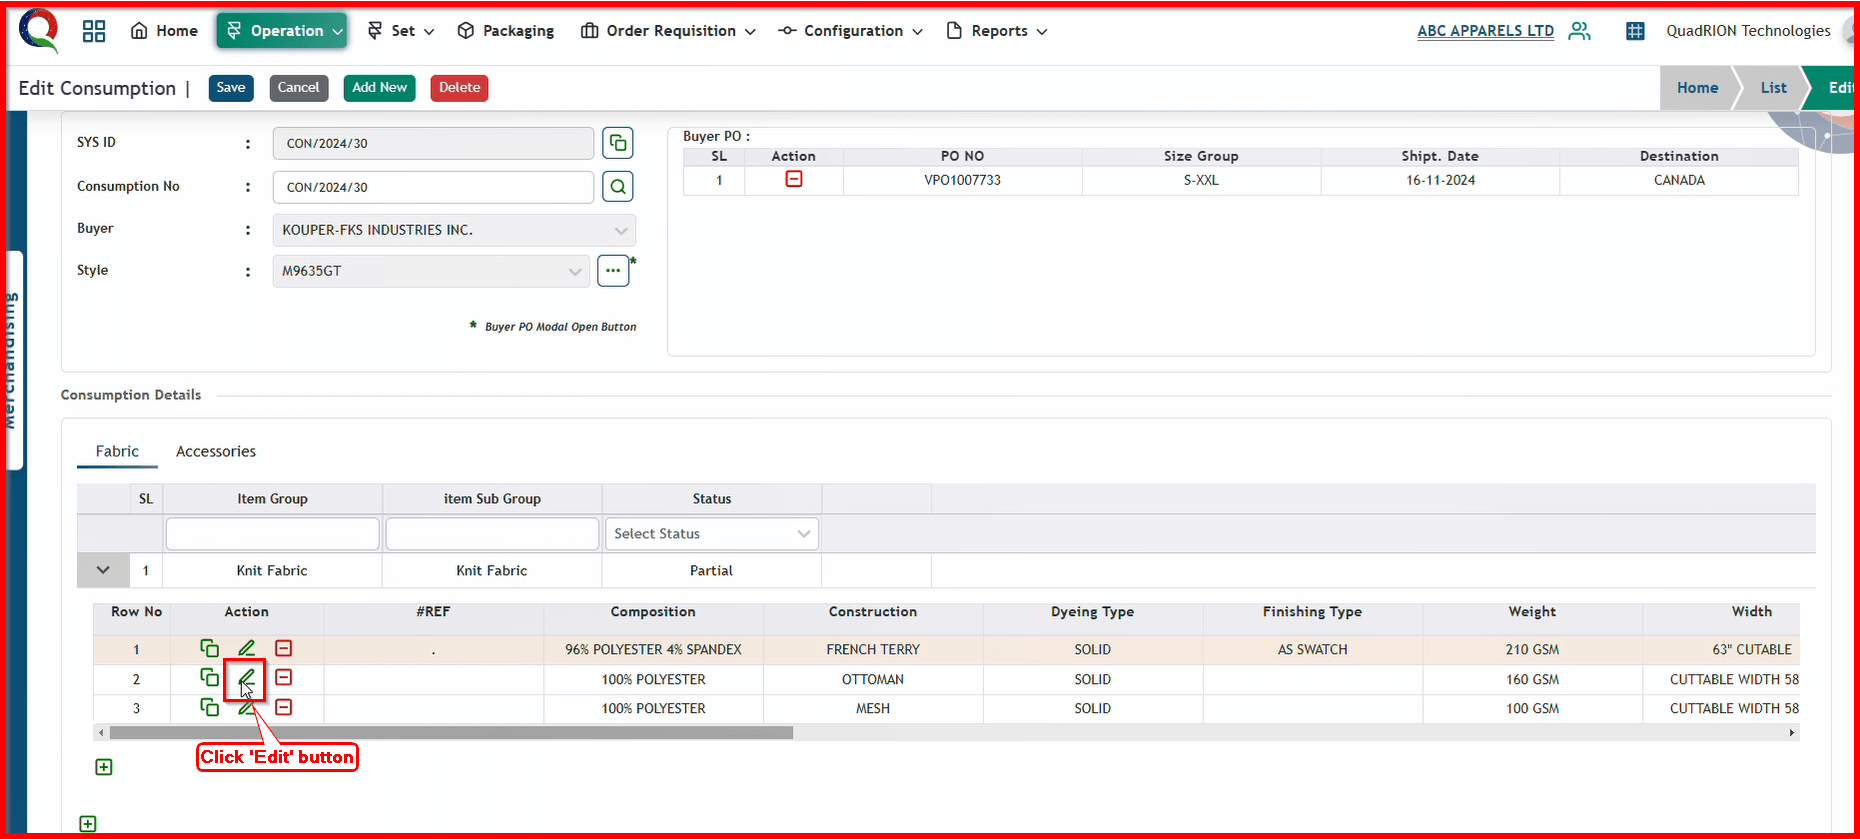 Home Operation Set Packaging Order Requisition Configuration Reports ABC APPARELS LTD QuadRION Technologies
Edit Consumption | Save Cancel Add New Delete Home List Edit
SYS ID : CON/2024/30
Consumption No : CON/2024/30
Buyer : KOUPER-FKS INDUSTRIES INC.
Style : M9635GT ... *
* Buyer PO Modal Open Button
Buyer PO :
SL Action PO NO Size Group Shipt. Date Destination
1 VPO1007733 S-XXL 16-11-2024 CANADA
Merchandising
Consumption Details
Fabric Accessories
SL Item Group item Sub Group Status
Select Status
1 Knit Fabric Knit Fabric Partial
Row No Action #REF Composition Construction Dyeing Type Finishing Type Weight Width
1 . 96% POLYESTER 4% SPANDEX FRENCH TERRY SOLID AS SWATCH 210 GSM 63" CUTABLE
2 100% POLYESTER OTTOMAN SOLID 160 GSM CUTTABLE WIDTH 58
3 100% POLYESTER MESH SOLID 100 GSM CUTTABLE WIDTH 58
Click 'Edit' button